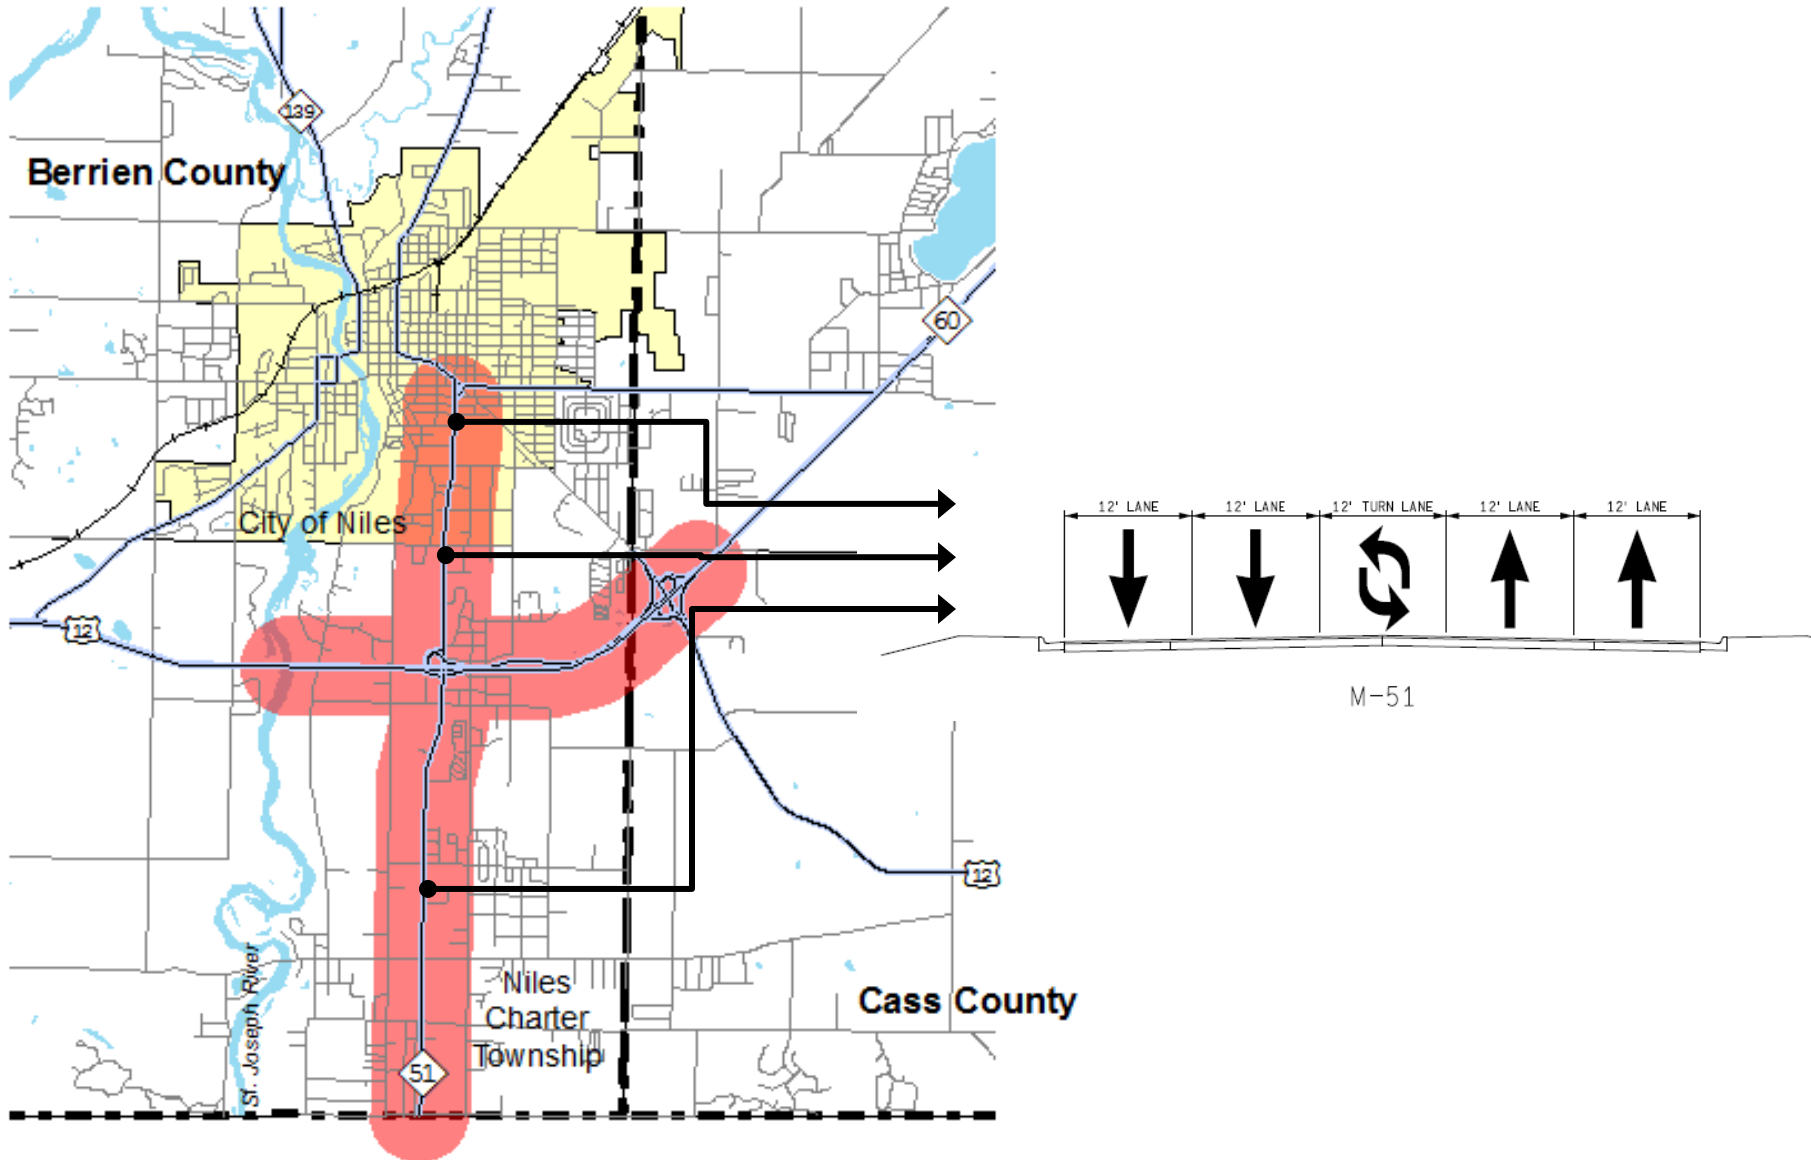 139
Berrien County
60
City of Niles
12
12' LANE
12' LANE
12' TURN LANE
12' LANE
12' LANE
M-51
12
St. Joseph River
Niles
Charter
Township
Cass County
51